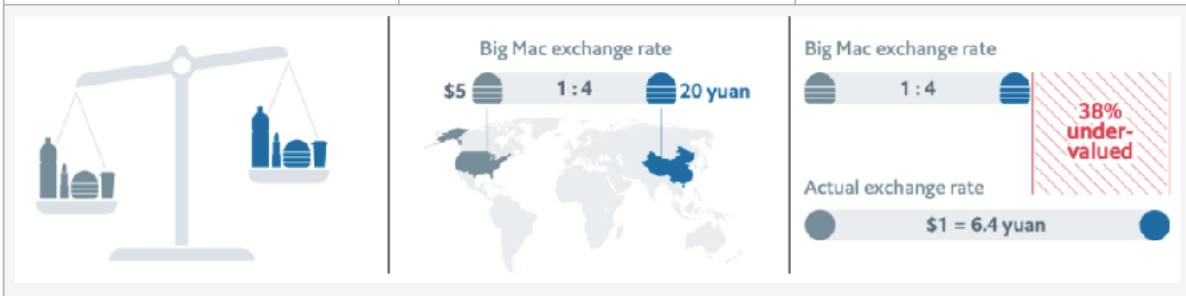 Big Mac exchange rate
$5
1 : 4
20 yuan
Big Mac exchange rate
1 : 4
38%
under-
valued
Actual exchange rate
$1 = 6.4 yuan